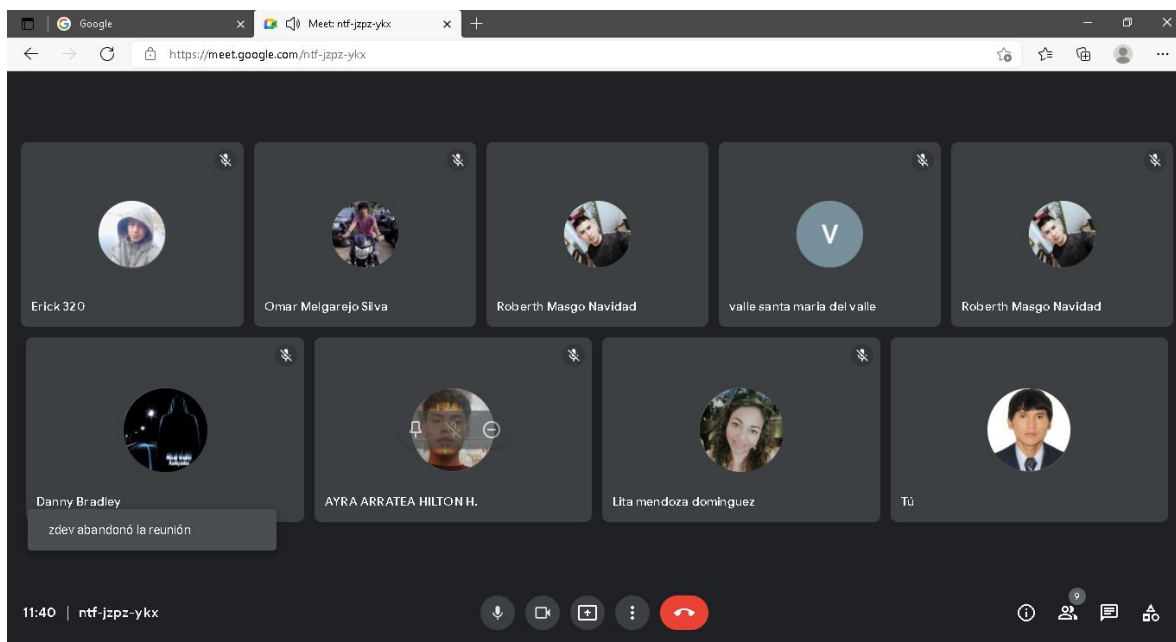 Google
Meet: ntf-jzpz-ykx
https://meet.google.com/ntf-jzpz-ykx
Erick 320
Omar Melgarejo Silva
Roberth Masgo Navidad
V
valle santa maria del valle
Roberth Masgo Navidad
Danny Bradley
AYRA ARRATEA HILTON H.
Lita mendoza dominguez
Tú
zdev abandonó la reunión
11:40 | ntf-jzpz-ykx
9